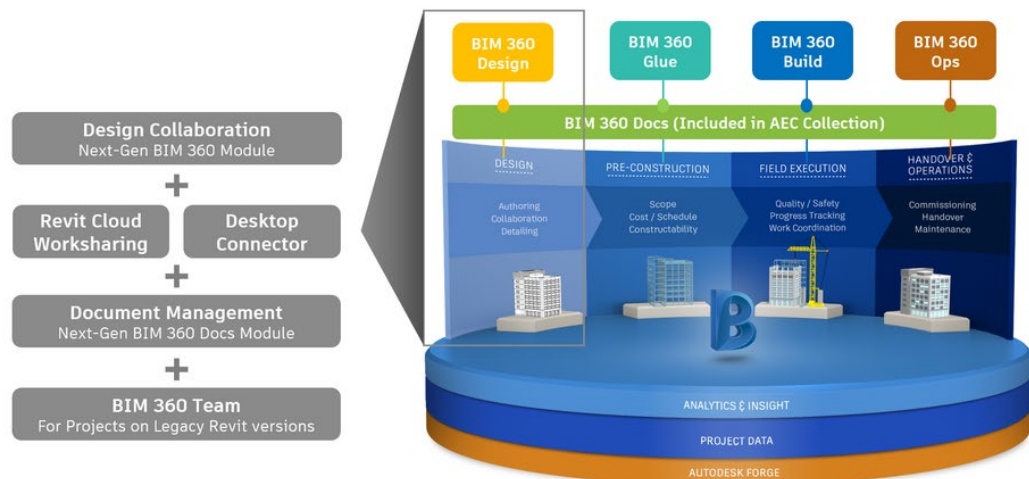 Design Collaboration
Next-Gen BIM 360 Module
+
Revit Cloud
Worksharing
Desktop
Connector
+
Document Management
Next-Gen BIM 360 Docs Module
+
BIM 360 Team
For Projects on Legacy Revit versions
BIM 360
Design
BIM 360
Glue
BIM 360
Build
BIM 360
Ops
BIM 360 Docs (Included in AEC Collection)
DESIGN
Authoring
Collaboration
Detailing
PRE-CONSTRUCTION
Scope
Cost / Schedule
Constructability
FIELD EXECUTION
Quality / Safety
Progress Tracking
Work Coordination
HANDOVER &
OPERATIONS
Commissioning
Handover
Maintenance
B
ANALYTICS & INSIGHT
PROJECT DATA
AUTODESK FORGE